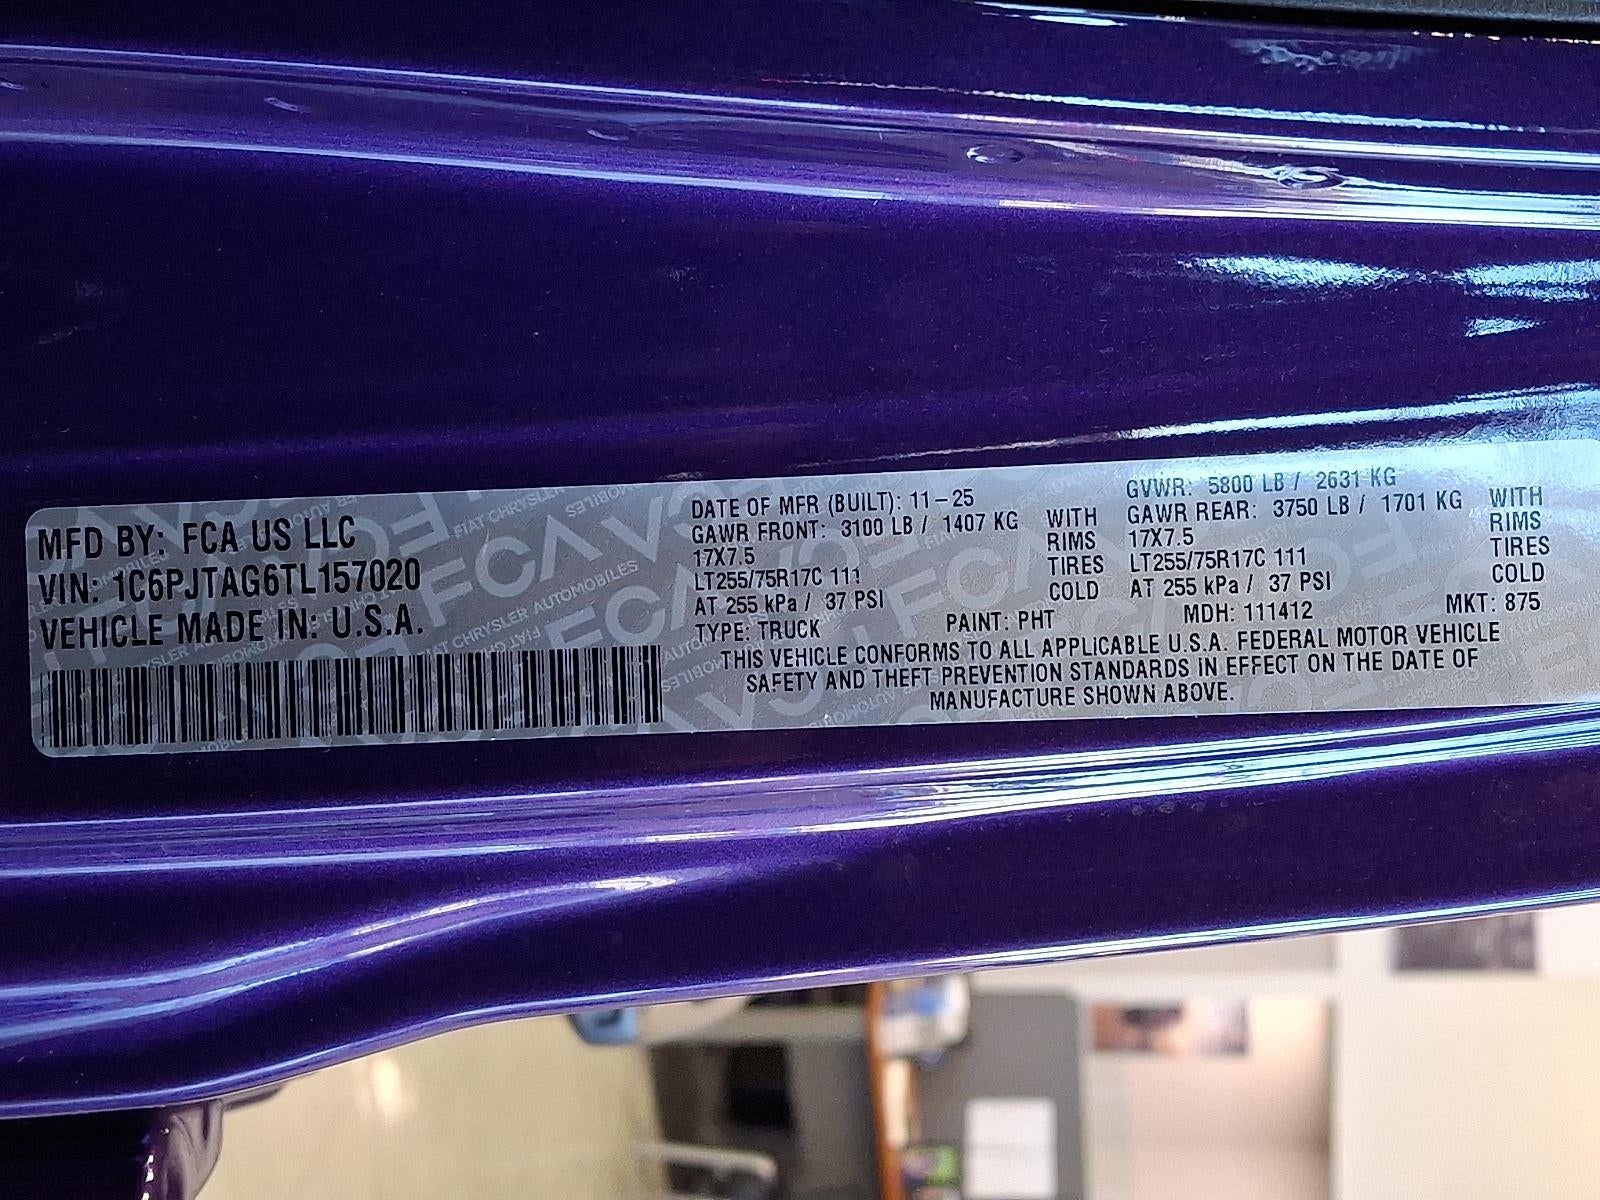 MFD BY: FCA US LLC
VIN: 1C6PJTAG6TL157020
VEHICLE MADE IN: U.S.A.
DATE OF MFR (BUILT): 11-25
GAWR FRONT: 3100 LB / 1407 KG WITH
17X7.5 RIMS
LT255/75R17C 111 TIRES
AT 255 kPa / 37 PSI COLD
GVWR: 5800 LB / 2631 KG
GAWR REAR: 3750 LB / 1701 KG WITH
17X7.5 RIMS
LT255/75R17C 111 TIRES
AT 255 kPa / 37 PSI COLD
TYPE: TRUCK PAINT: PHT MDH: 111412 MKT: 875
THIS VEHICLE CONFORMS TO ALL APPLICABLE U.S.A. FEDERAL MOTOR VEHICLE
SAFETY AND THEFT PREVENTION STANDARDS IN EFFECT ON THE DATE OF
MANUFACTURE SHOWN ABOVE.
FCA
FIAT CHRYSLER AUTOMOBILES